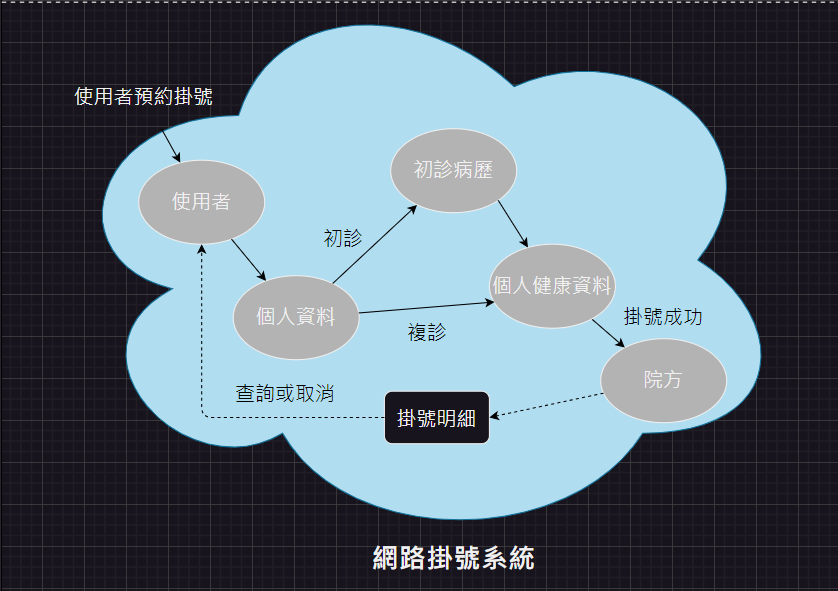 使用者預約掛號
使用者
初診病歷
初診
個人健康資料
個人資料
複診
掛號成功
院方
查詢或取消
掛號明細
網路掛號系統